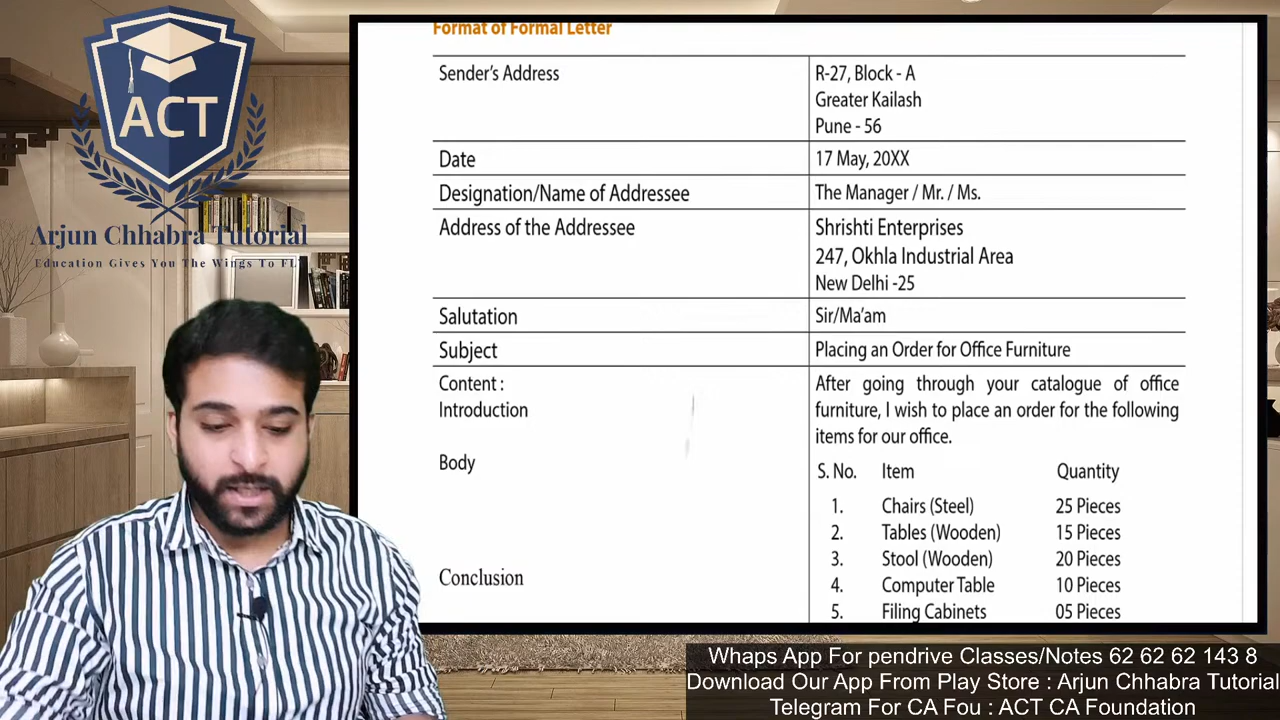 ACT
Arjun Chhabra Tutorial
Education Gives You The Wings To FL
Format of Formal Letter
Sender's Address
R-27, Block - A
Greater Kailash
Pune - 56
Date
17 May, 20XX
Designation/Name of Addressee
The Manager / Mr. / Ms.
Address of the Addressee
Shrishti Enterprises
247, Okhla Industrial Area
New Delhi -25
Salutation
Sir/Ma'am
Subject
Placing an Order for Office Furniture
Content :
Introduction
After going through your catalogue of office
furniture, I wish to place an order for the following
items for our office.
Body
S. No. Item Quantity
1. Chairs (Steel) 25 Pieces
2. Tables (Wooden) 15 Pieces
3. Stool (Wooden) 20 Pieces
4. Computer Table 10 Pieces
5. Filing Cabinets 05 Pieces
Conclusion
Whaps App For pendrive Classes/Notes 62 62 62 143 8
Download Our App From Play Store : Arjun Chhabra Tutorial
Telegram For CA Fou : ACT CA Foundation